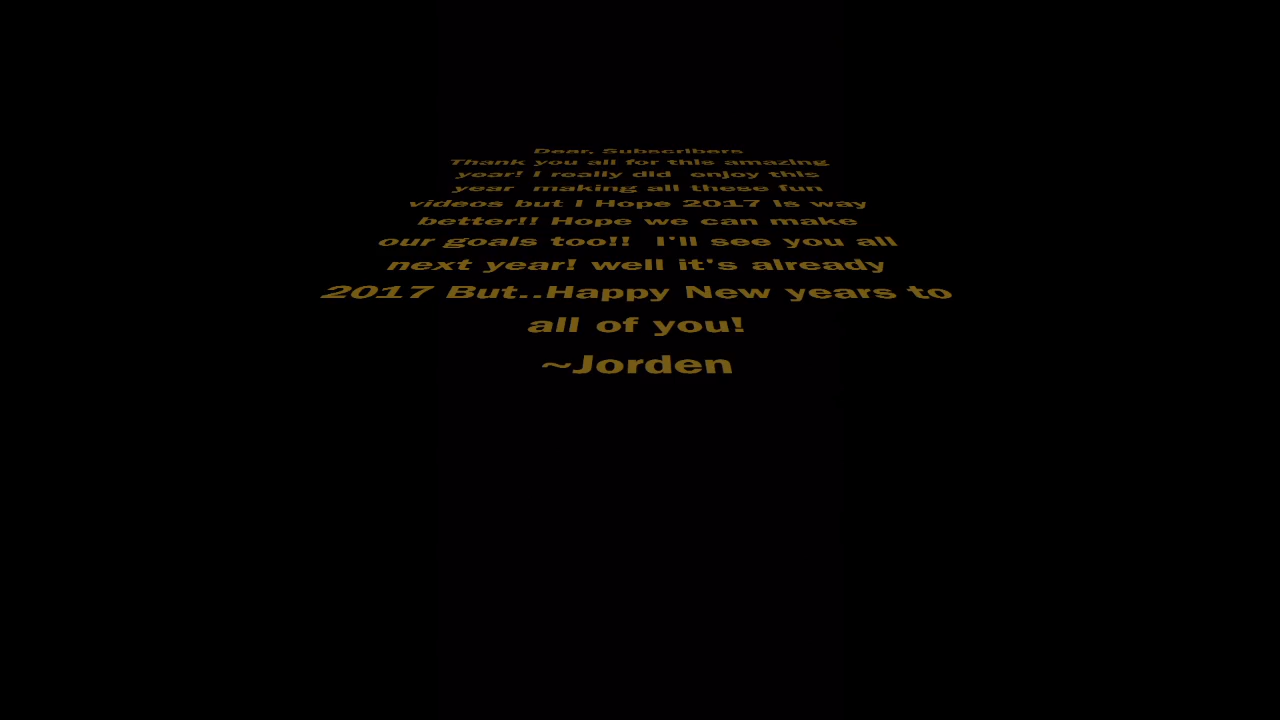 Dear, Subscribers
Thank you all for this amazing
year! I really did  enjoy this
year  making all these fun
videos but I Hope 2017 Is way
better!! Hope we can make
our goals too!!  I'll see you all
next year! well it's already
2017 But..Happy New years to
all of you!
~Jorden